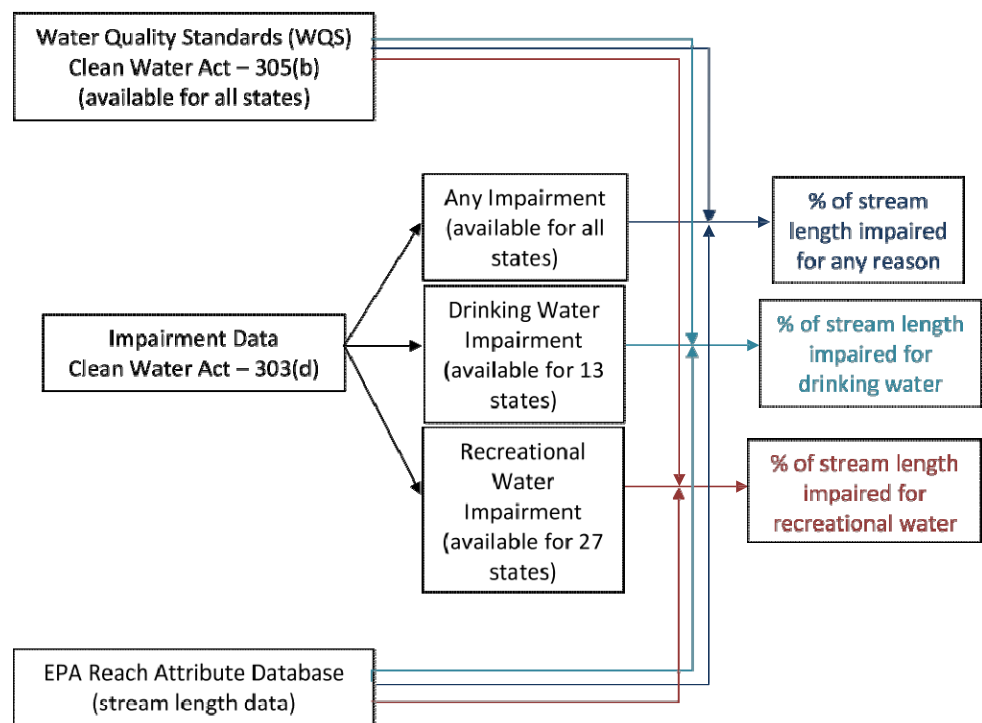 Water Quality Standards (WQS)
Clean Water Act – 305(b)
(available for all states)
Any Impairment
(available for all
states)
% of stream
length impaired
for any reason
Impairment Data
Clean Water Act – 303(d)
Drinking Water
Impairment
(available for 13
states)
% of stream length
impaired for
drinking water
Recreational
Water
Impairment
(available for 27
states)
% of stream length
impaired for
recreational water
EPA Reach Attribute Database
(stream length data)